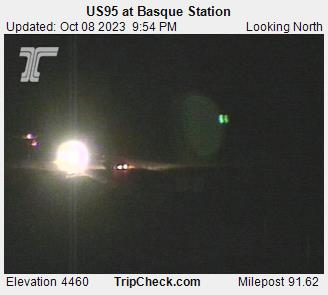 US95 at Basque Station
Updated: Oct 08 2023 9:54 PM Looking North
Elevation 4460 TripCheck.com Milepost 91.62